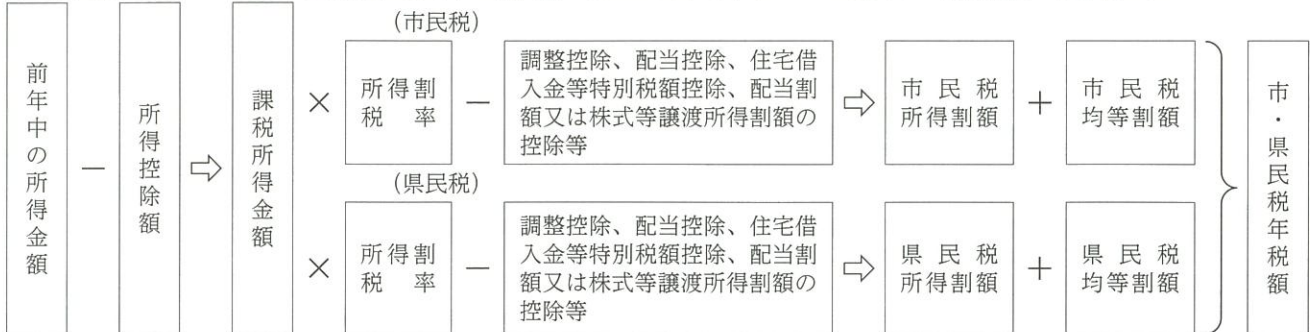 前年中の所得金額
−
所得控除額
⇨
課税所得金額
(市民税)
×
所得割
税率
−
調整控除、配当控除、住宅借
入金等特別税額控除、配当割
額又は株式等譲渡所得割額の
控除等
⇨
市民税
所得割額
+
市民税
均等割額
(県民税)
×
所得割
税率
−
調整控除、配当控除、住宅借
入金等特別税額控除、配当割
額又は株式等譲渡所得割額の
控除等
⇨
県民税
所得割額
+
県民税
均等割額
市・県民税年税額